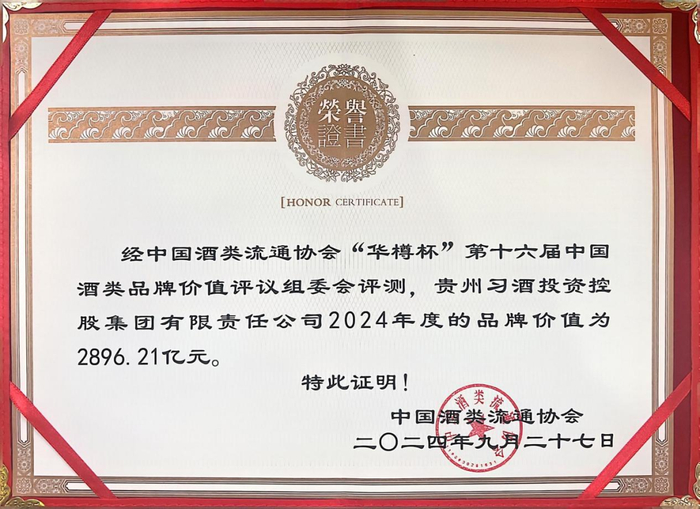 榮譽
證書
[HONOR CERTIFICATE]
经中国酒类流通协会“华樽杯”第十六届中国
酒类品牌价值评议组委会评测，贵州习酒投资控
股集团有限责任公司2024年度的品牌价值为
2896.21亿元。
特此证明！
中国酒类流通协会
二〇二四年九月二十七日